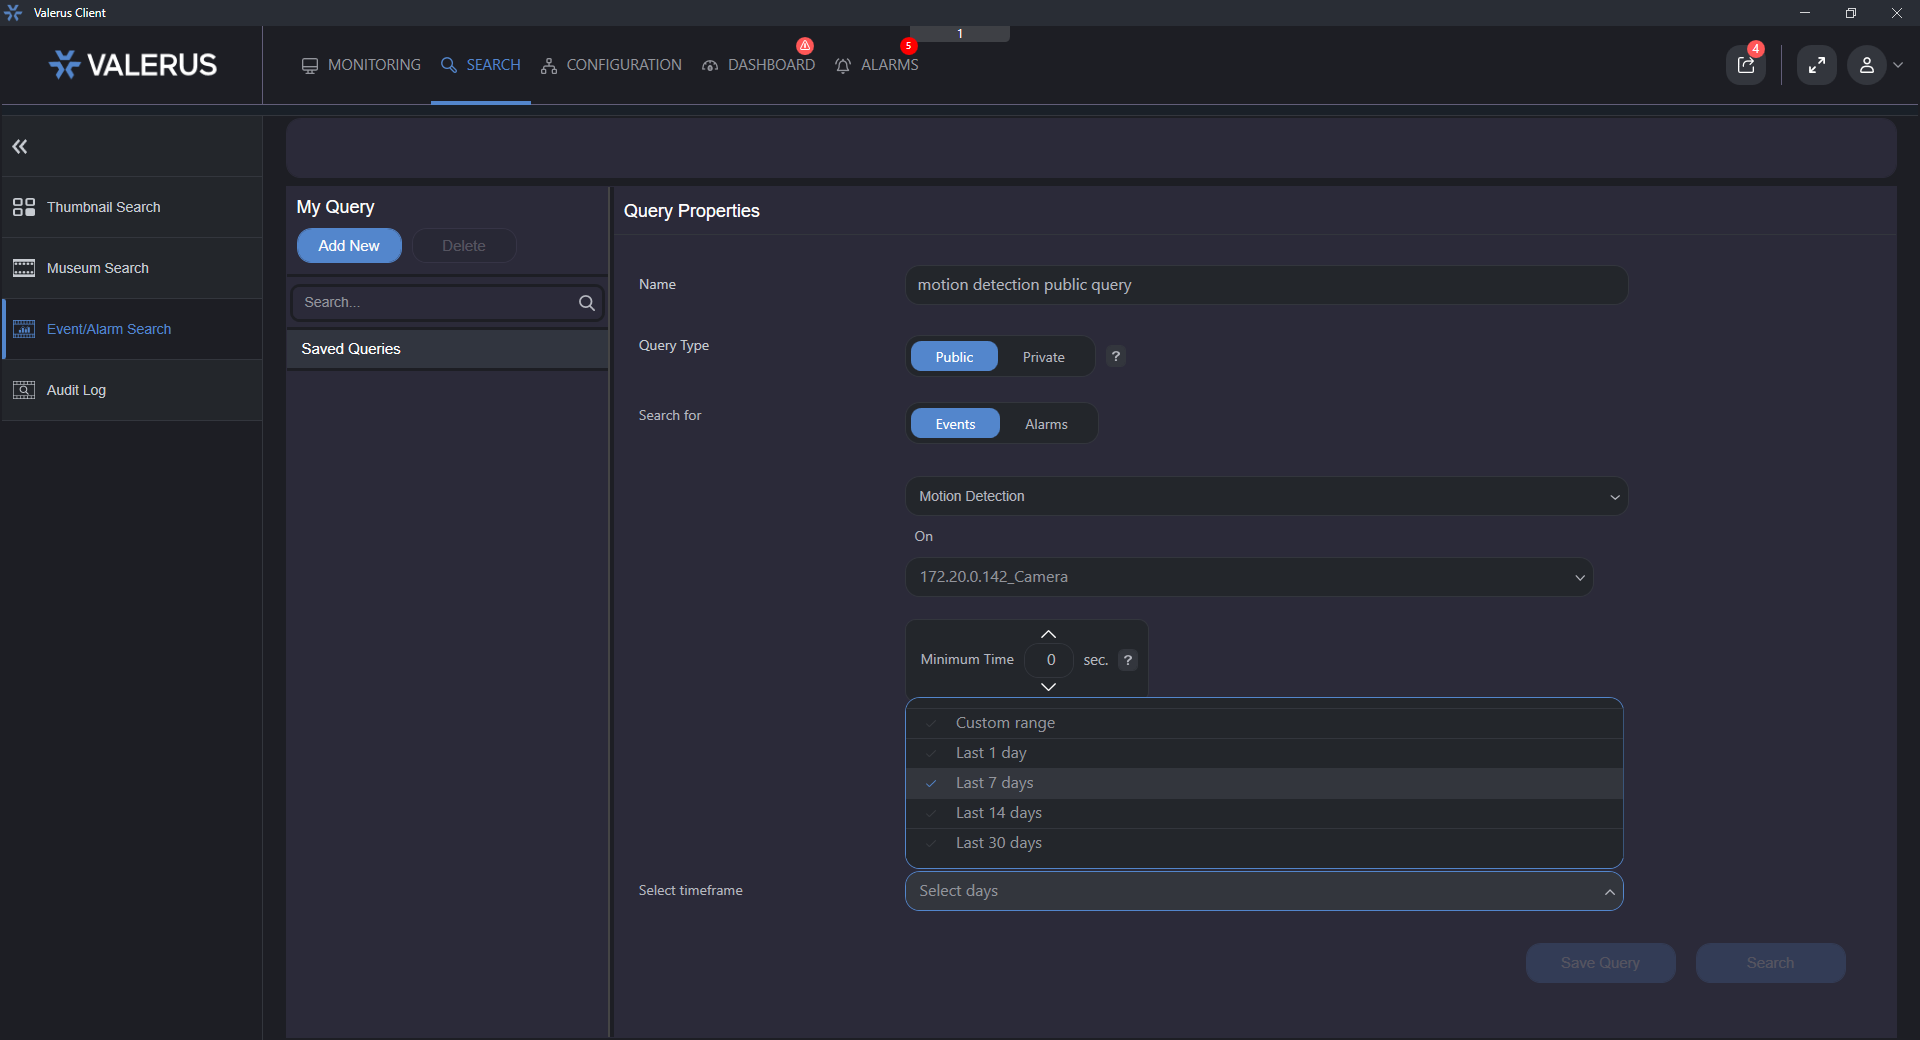 Valerus Client
1
VALERUS
MONITORING
SEARCH
CONFIGURATION
DASHBOARD
5
ALARMS
4
Thumbnail Search
Museum Search
Event/Alarm Search
Audit Log
My Query
Add New
Delete
Search...
Saved Queries
Query Properties
Name
motion detection public query
Query Type
Public
Private
?
Search for
Events
Alarms
Motion Detection
On
172.20.0.142_Camera
Minimum Time
0
sec.
?
Custom range
Last 1 day
Last 7 days
Last 14 days
Last 30 days
Select timeframe
Select days
Save Query
Search